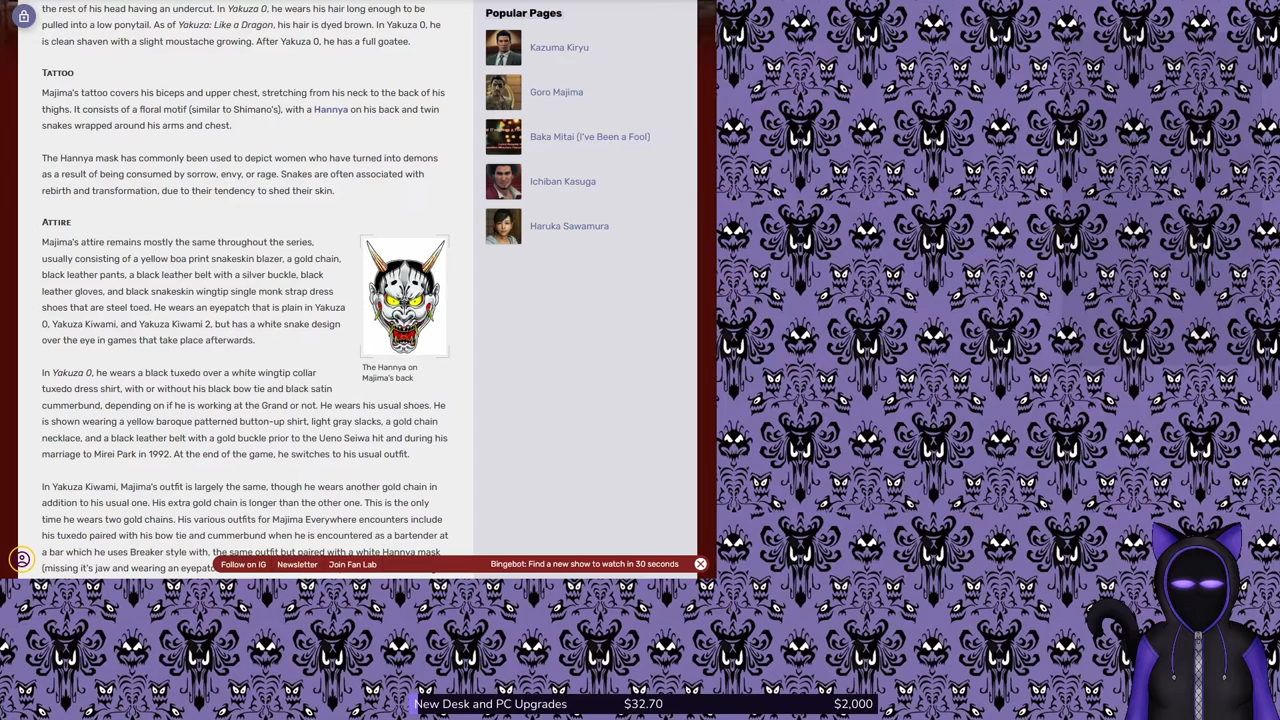 the rest of his head having an undercut. In Yakuza 0, he wears his hair long enough to be
pulled into a low ponytail. As of Yakuza: Like a Dragon, his hair is dyed brown. In Yakuza 0, he
is clean shaven with a slight moustache growing. After Yakuza 0, he has a full goatee.
TATTOO
Majima's tattoo covers his biceps and upper chest, stretching from his neck to the back of his
thighs. It consists of a floral motif (similar to Shimano's), with a Hannya on his back and twin
snakes wrapped around his arms and chest.
The Hannya mask has commonly been used to depict women who have turned into demons
as a result of being consumed by sorrow, envy, or rage. Snakes are often associated with
rebirth and transformation, due to their tendency to shed their skin.
ATTIRE
Majima's attire remains mostly the same throughout the series,
usually consisting of a yellow boa print snakeskin blazer, a gold chain,
black leather pants, a black leather belt with a silver buckle, black
leather gloves, and black snakeskin wingtip single monk strap dress
shoes that are steel toed. He wears an eyepatch that is plain in Yakuza
0, Yakuza Kiwami, and Yakuza Kiwami 2, but has a white snake design
over the eye in games that take place afterwards.
The Hannya on
Majima's back
In Yakuza 0, he wears a black tuxedo over a white wingtip collar
tuxedo dress shirt, with or without his black bow tie and black satin
cummerbund, depending on if he is working at the Grand or not. He wears his usual shoes. He
is shown wearing a yellow baroque patterned button-up shirt, light gray slacks, a gold chain
necklace, and a black leather belt with a gold buckle prior to the Ueno Seiwa hit and during his
marriage to Mirei Park in 1992. At the end of the game, he switches to his usual outfit.
In Yakuza Kiwami, Majima's outfit is largely the same, though he wears another gold chain in
addition to his usual one. His extra gold chain is longer than the other one. This is the only
time he wears two gold chains. His various outfits for Majima Everywhere encounters include
his tuxedo paired with his bow tie and cummerbund when he is encountered as a bartender at
a bar which he uses Breaker style with, the same outfit but paired with a white Hannya mask
(missing it's jaw and wearing an
Popular Pages
Kazuma Kiryu
Goro Majima
Baka Mitai (I've Been a Fool)
Ichiban Kasuga
Haruka Sawamura
Follow on IG Newsletter Join Fan Lab Bingebot: Find a new show to watch in 30 seconds
New Desk and PC Upgrades $32.70 $2,000